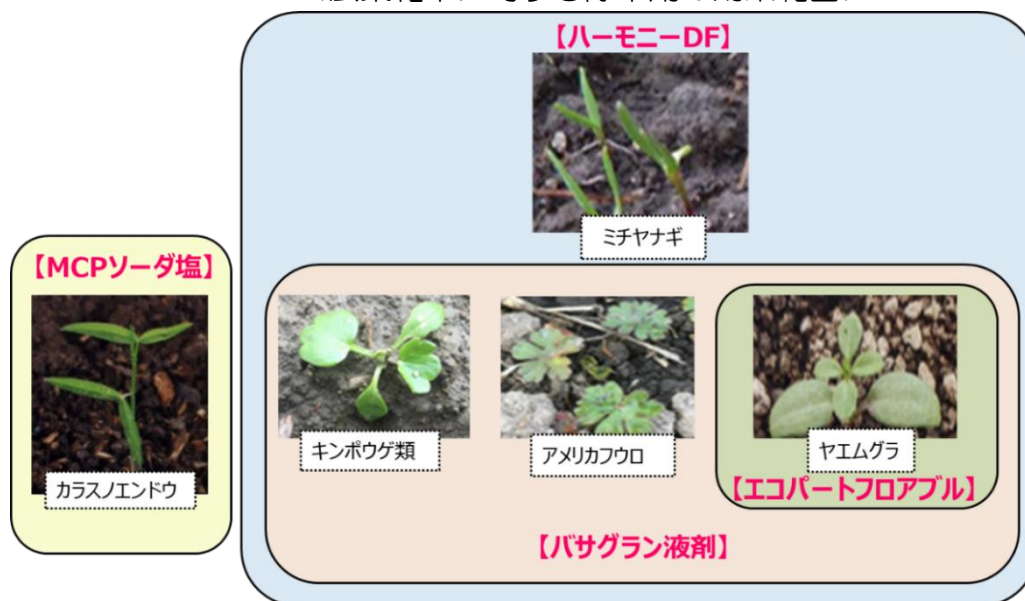 【ハーモニーDF】
ミチヤナギ
【MCPソーダ塩】
カラスノエンドウ
キンポウゲ類
アメリカフウロ
ヤエムグラ
【エコパートフロアブル】
【バサグラン液剤】